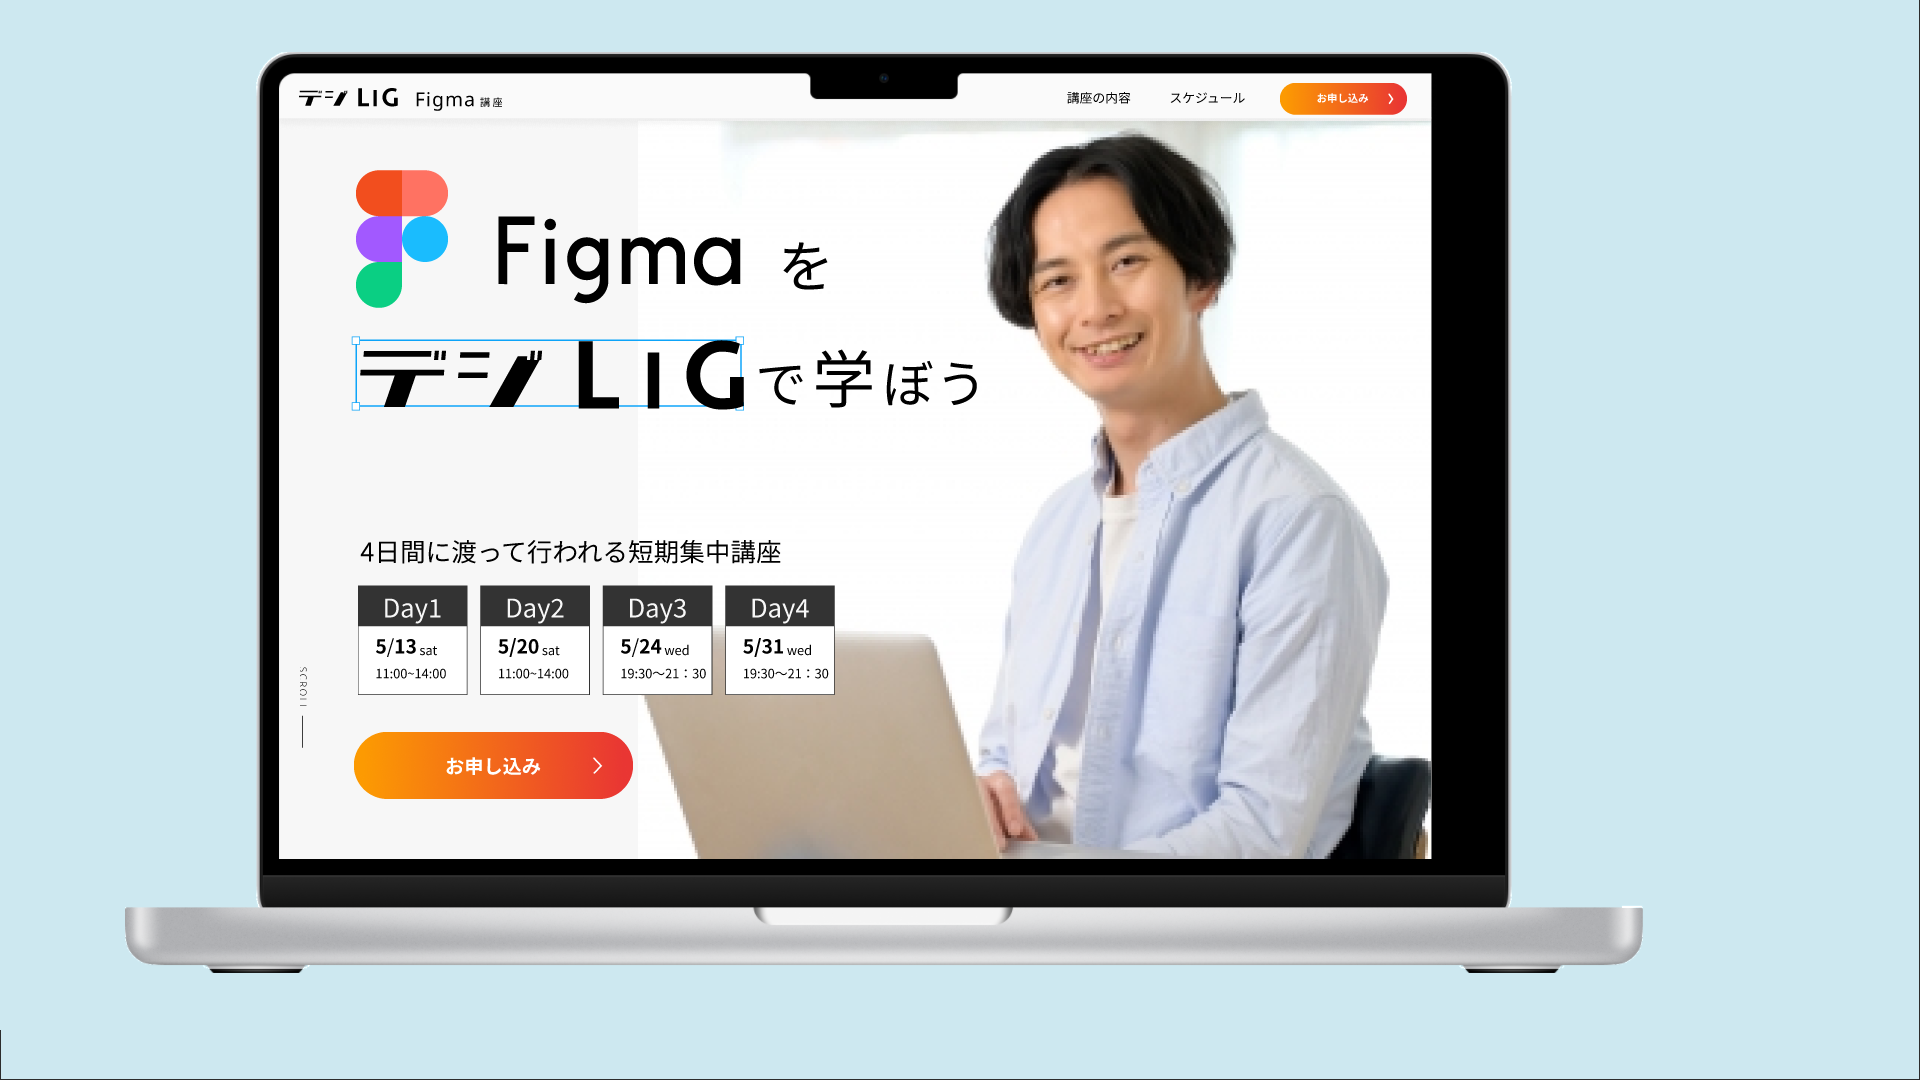 デジLIG Figma 講座
講座の内容 スケジュール お申し込み
Figma を
デジLIGで学ぼう
4日間に渡って行われる短期集中講座
Day1 Day2 Day3 Day4
5/13 sat 5/20 sat 5/24 wed 5/31 wed
11:00~14:00 11:00~14:00 19:30〜21：30 19:30〜21：30
SCROLL
お申し込み